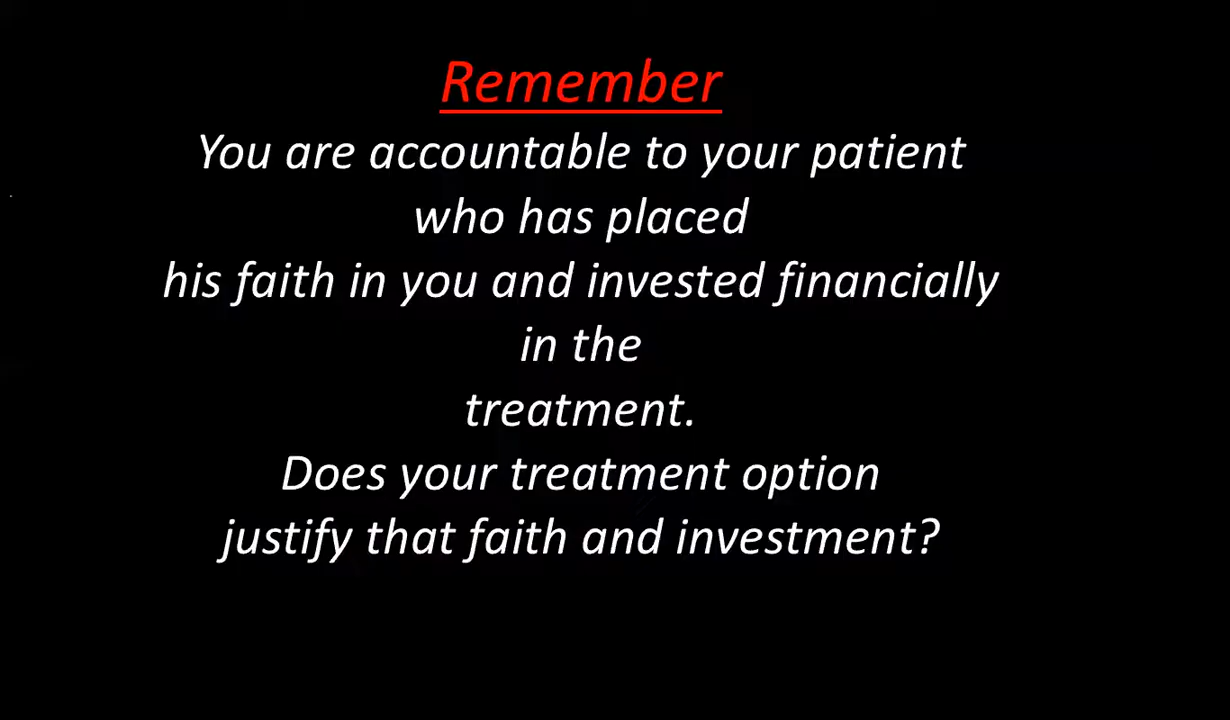 Remember
You are accountable to your patient
who has placed
his faith in you and invested financially
in the
treatment.
Does your treatment option
justify that faith and investment?